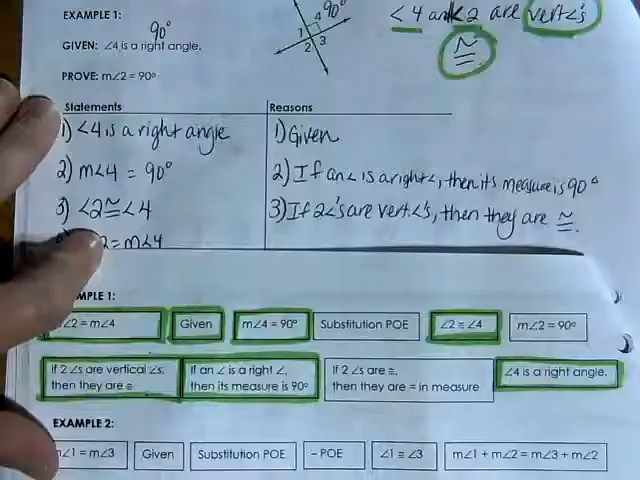 EXAMPLE 1:
90°
GIVEN: ∠4 is a right angle.
PROVE: m∠2 = 90°
4 90°
1
2 3
∠4 and ∠2 are vert∠'s
≅
Statements
Reasons
1) ∠4 is a right angle
1) Given
2) m∠4 = 90°
2) If an ∠ is a right∠, then its measure is 90°
3) ∠2 ≅ ∠4
3) If 2∠'s are vert.∠'s, then they are ≅.
2 = m∠4
MPLE 1:
∠2 = m∠4
Given
m∠4 = 90°
Substitution POE
∠2 ≅ ∠4
m∠2 = 90°
If 2 ∠s are vertical ∠s,
then they are ≅
If an ∠ is a right ∠,
then its measure is 90°
If 2 ∠s are ≅,
then they are = in measure
∠4 is a right angle.
EXAMPLE 2:
m∠1 = m∠3
Given
Substitution POE
– POE
∠1 ≅ ∠3
m∠1 + m∠2 = m∠3 + m∠2